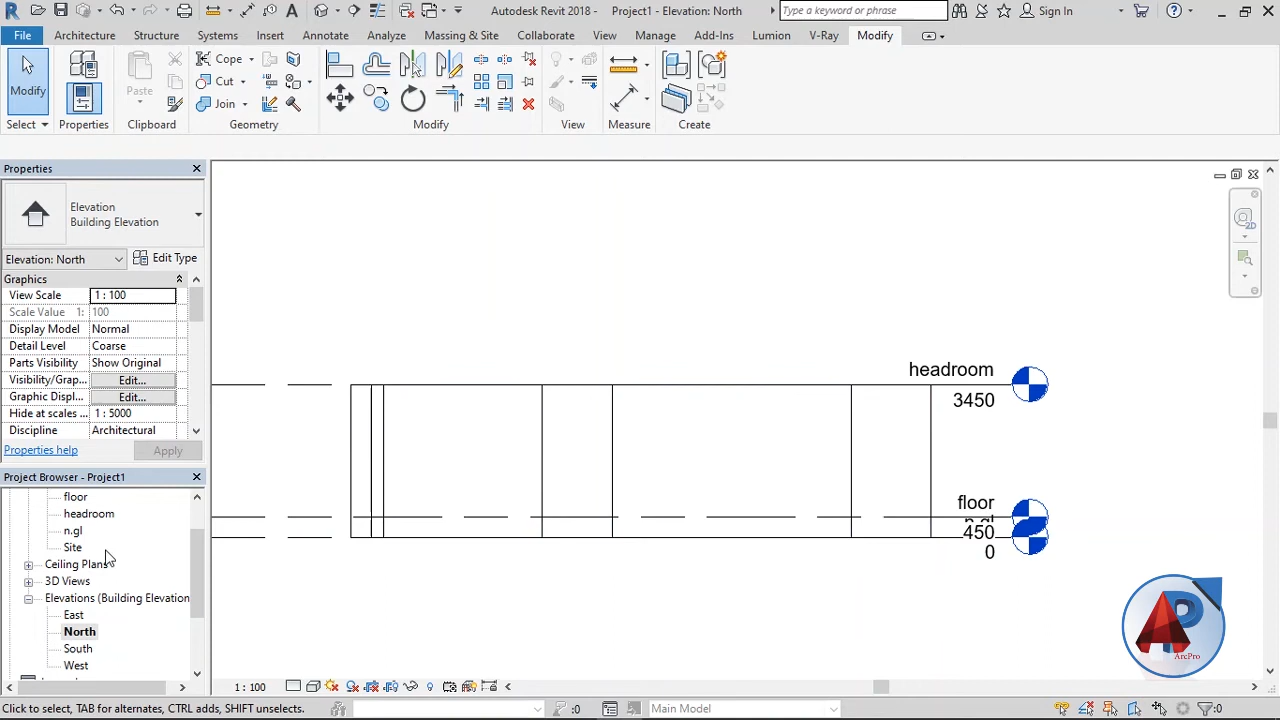 Autodesk Revit 2018 - Project1 - Elevation: North
Type a keyword or phrase
Sign In
File Architecture Structure Systems Insert Annotate Analyze Massing & Site Collaborate View Manage Add-Ins Lumion V-Ray Modify
Modify
Paste
Cope
Cut
Join
Select Properties Clipboard Geometry Modify View Measure Create
Properties
Elevation
Building Elevation
Elevation: North
Edit Type
Graphics
View Scale 1 : 100
Scale Value 1: 100
Display Model Normal
Detail Level Coarse
Parts Visibility Show Original
Visibility/Grap... Edit...
Graphic Displ... Edit...
Hide at scales ... 1 : 5000
Discipline Architectural
Properties help
Apply
Project Browser - Project1
floor
headroom
n.gl
Site
Ceiling Plans
3D Views
Elevations (Building Elevation
East
North
South
West
headroom
3450
floor
n.gl
450
0
2D
ArcPro
1 : 100
Click to select, TAB for alternates, CTRL adds, SHIFT unselects.
:0
Main Model
:0